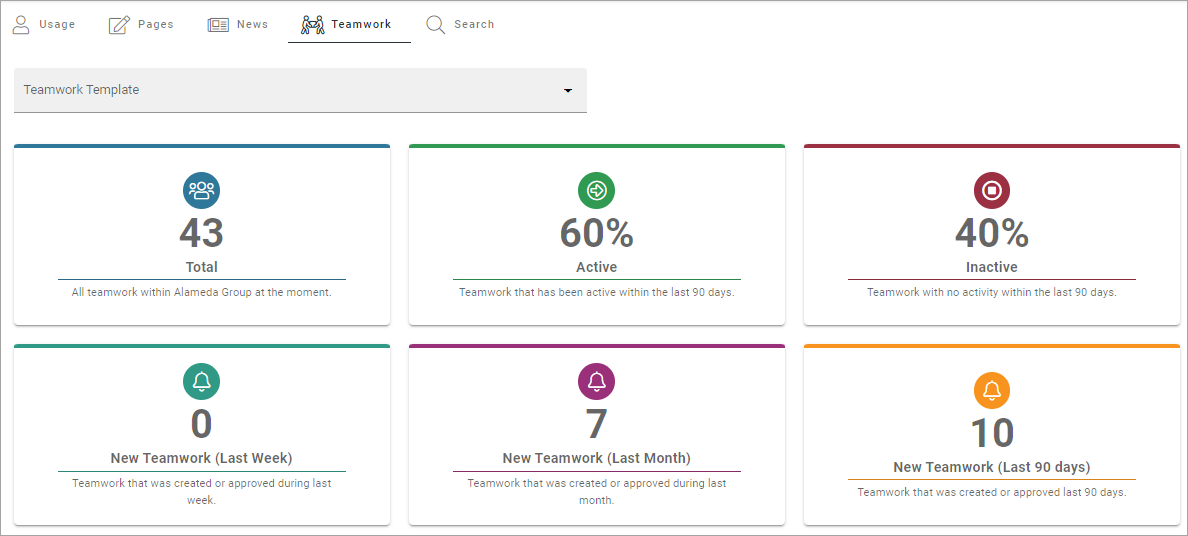 Usage Pages News Teamwork Search
Teamwork Template
43
Total
All teamwork within Alameda Group at the moment.
60%
Active
Teamwork that has been active within the last 90 days.
40%
Inactive
Teamwork with no activity within the last 90 days.
0
New Teamwork (Last Week)
Teamwork that was created or approved during last
week.
7
New Teamwork (Last Month)
Teamwork that was created or approved during last
month.
10
New Teamwork (Last 90 days)
Teamwork that was created or approved last 90 days.